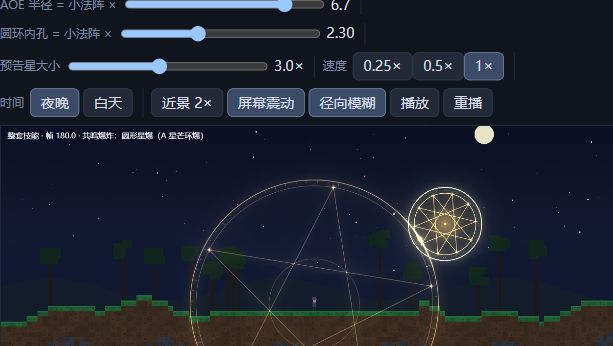 AOE 半径 = 小法阵 × 6.7
圆环内孔 = 小法阵 × 2.30
预告星大小 3.0× 速度 0.25× 0.5× 1×
时间 夜晚 白天 近景 2× 屏幕震动 径向模糊 播放 重播
整套技能 · 帧 180.0 · 共鸣爆炸：圆形星爆（A 星芒环爆）